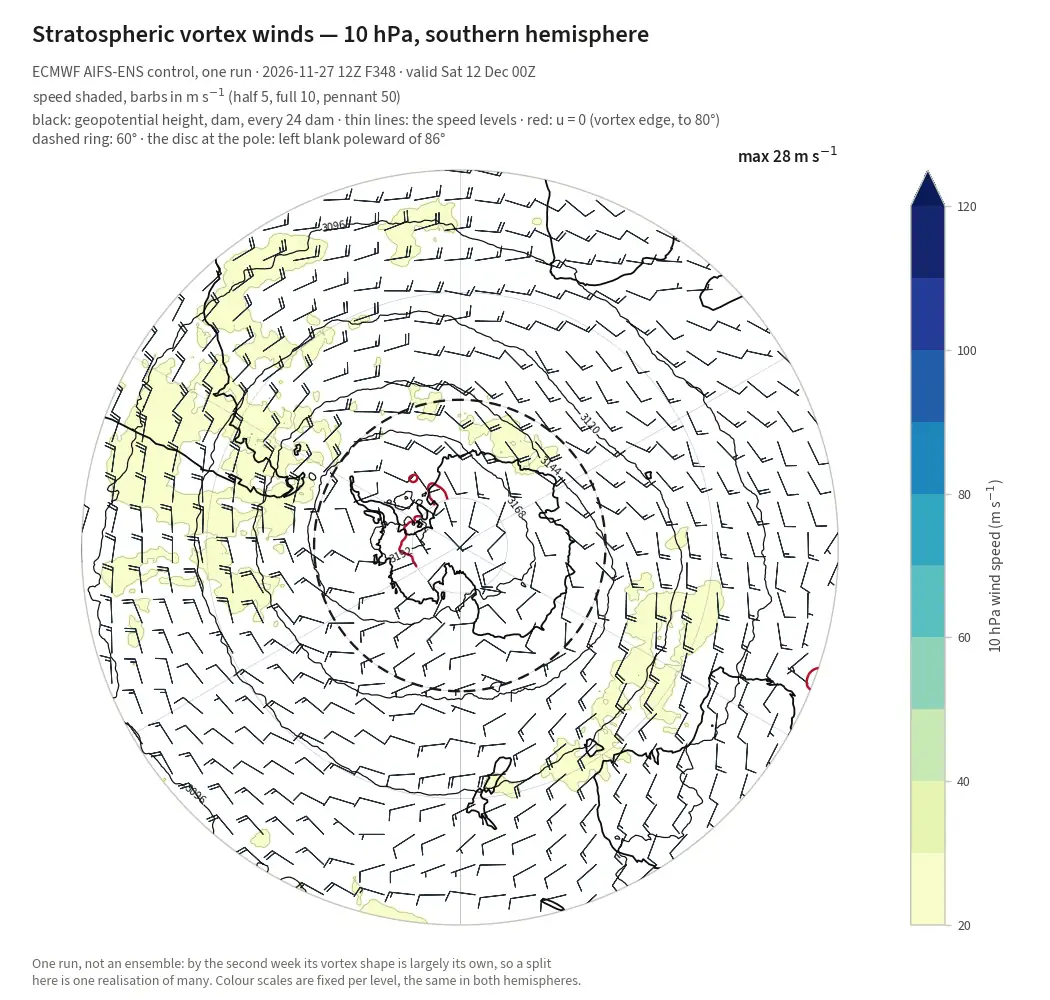 Stratospheric vortex winds — 10 hPa, southern hemisphere
ECMWF AIFS-ENS control, one run · 2026-11-27 12Z F348 · valid Sat 12 Dec 00Z
speed shaded, barbs in m s⁻¹ (half 5, full 10, pennant 50)
black: geopotential height, dam, every 24 dam · thin lines: the speed levels · red: u = 0 (vortex edge, to 80°)
dashed ring: 60° · the disc at the pole: left blank poleward of 86°
max 28 m s⁻¹
120
100
80
60
40
20
10 hPa wind speed (m s⁻¹)
3096
3120
3144
3168
3096
One run, not an ensemble: by the second week its vortex shape is largely its own, so a split
here is one realisation of many. Colour scales are fixed per level, the same in both hemispheres.